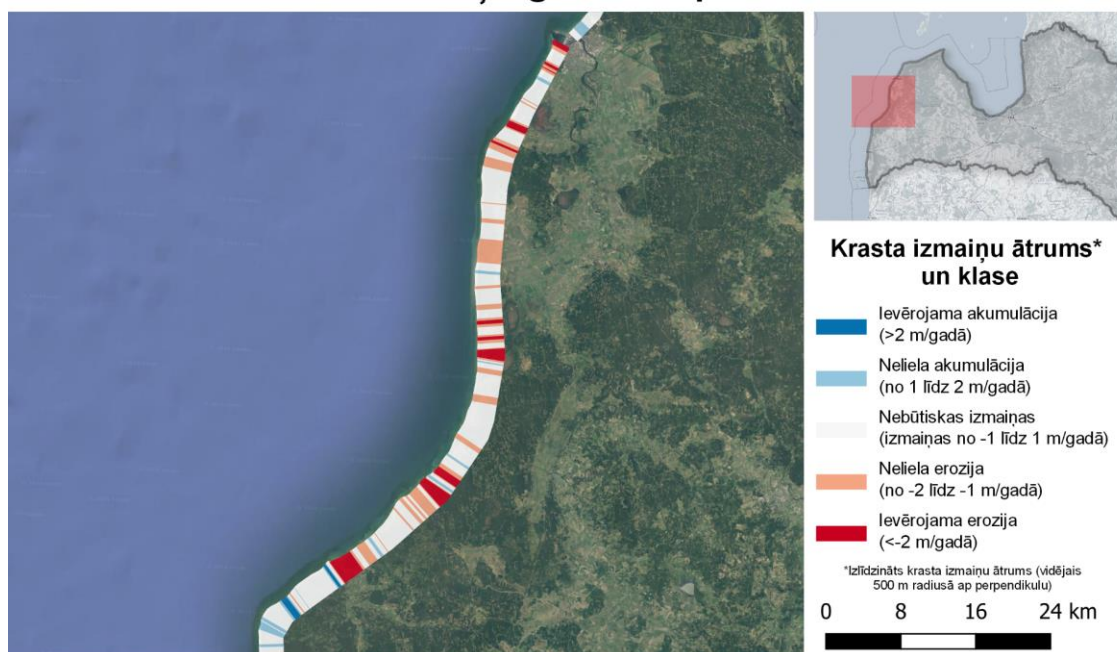 Krasta izmaiņu ātrums*
un klase
Ievērojama akumulācija
(>2 m/gadā)
Neliela akumulācija
(no 1 līdz 2 m/gadā)
Nebūtiskas izmaiņas
(izmaiņas no -1 līdz 1 m/gadā)
Neliela erozija
(no -2 līdz -1 m/gadā)
Ievērojama erozija
(<-2 m/gadā)
*Izlīdzināts krasta izmaiņu ātrums (vidējais
500 m radiusā ap perpendikulu)
0 8 16 24 km